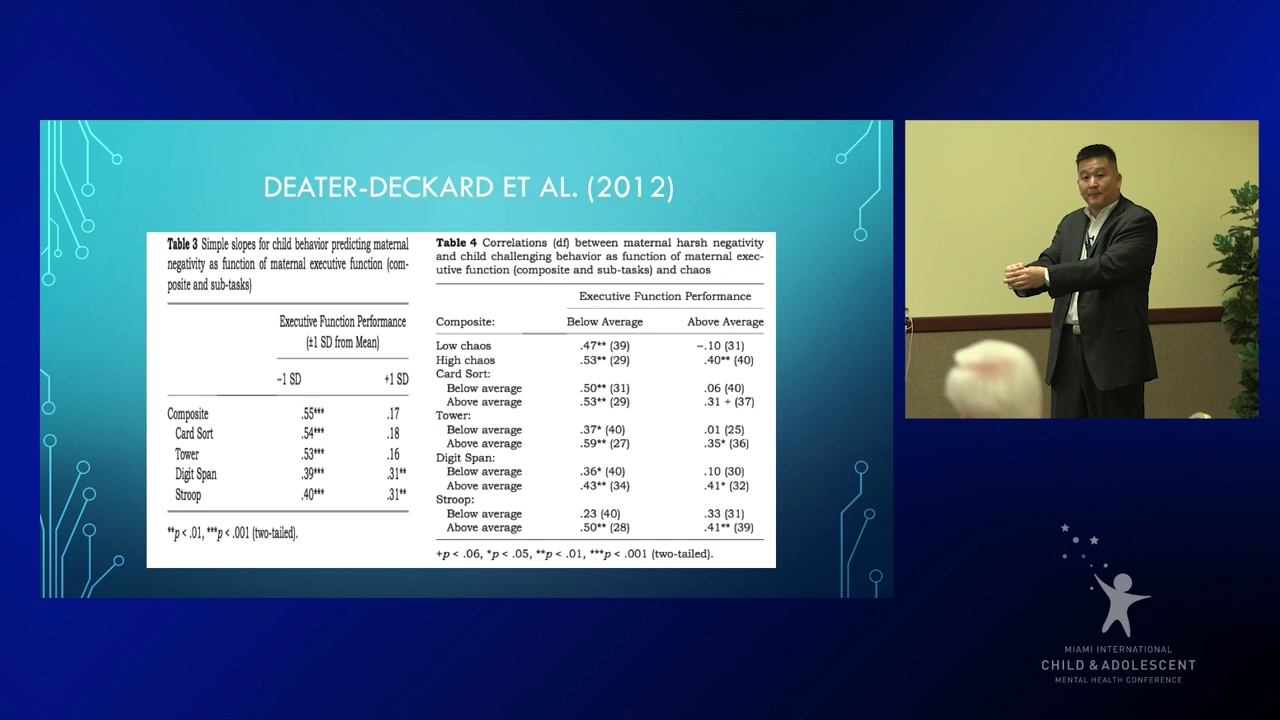 DEATER-DECKARD ET AL. (2012)
Table 3 Simple slopes for child behavior predicting maternal
negativity as function of maternal executive function (com-
posite and sub-tasks)
Executive Function Performance
(±1 SD from Mean)
−1 SD +1 SD
Composite .55*** .17
Card Sort .54*** .18
Tower .53*** .16
Digit Span .39*** .31**
Stroop .40*** .31**
**p < .01, ***p < .001 (two-tailed).
Table 4 Correlations (df) between maternal harsh negativity
and child challenging behavior as function of maternal exec-
utive function (composite and sub-tasks) and chaos
Executive Function Performance
Composite: Below Average Above Average
Low chaos .47** (39) −.10 (31)
High chaos .53** (29) .40** (40)
Card Sort:
Below average .50** (31) .06 (40)
Above average .53** (29) .31 + (37)
Tower:
Below average .37* (40) .01 (25)
Above average .59** (27) .35* (36)
Digit Span:
Below average .36* (40) .10 (30)
Above average .43** (34) .41* (32)
Stroop:
Below average .23 (40) .33 (31)
Above average .50** (28) .41** (39)
+p < .06, *p < .05, **p < .01, ***p < .001 (two-tailed).
MIAMI INTERNATIONAL
CHILD & ADOLESCENT
MENTAL HEALTH CONFERENCE